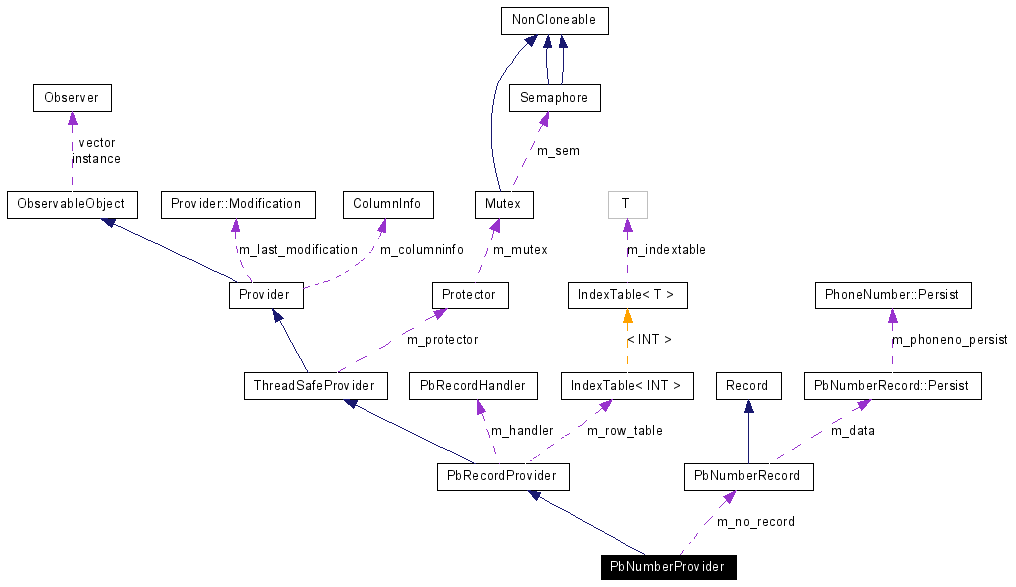 NonCloneable
Observer
Semaphore
vector
instance
m_sem
ObservableObject
Provider::Modification
ColumnInfo
Mutex
T
m_last_modification
m_columninfo
m_mutex
m_indextable
Provider
Protector
IndexTable< T >
PhoneNumber::Persist
m_protector
< INT >
m_phoneno_persist
ThreadSafeProvider
PbRecordHandler
IndexTable< INT >
Record
PbNumberRecord::Persist
m_handler
m_row_table
m_data
PbRecordProvider
PbNumberRecord
m_no_record
PbNumberProvider